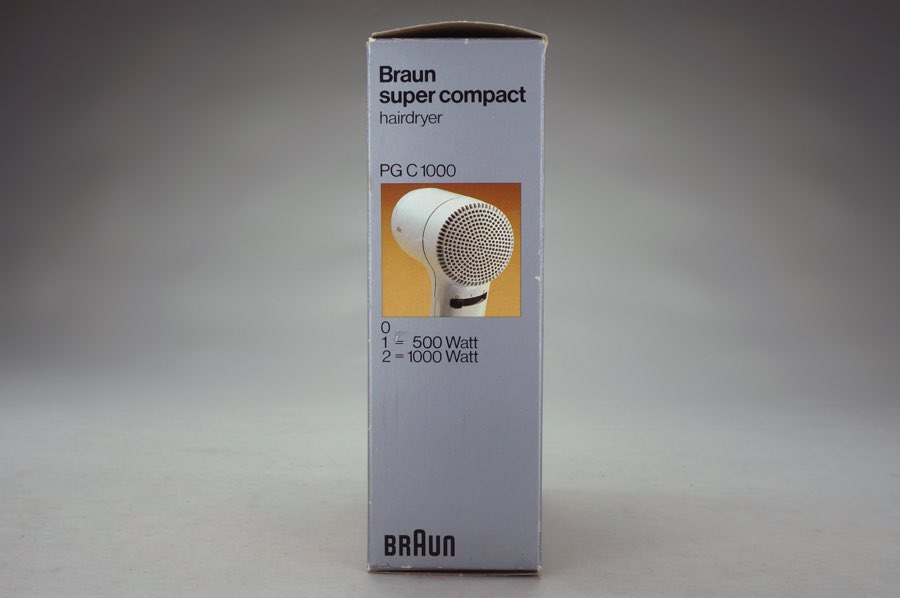 Braun
super compact
hairdryer
PG C 1000
0
1 = 500 Watt
2 = 1000 Watt
BRAUN